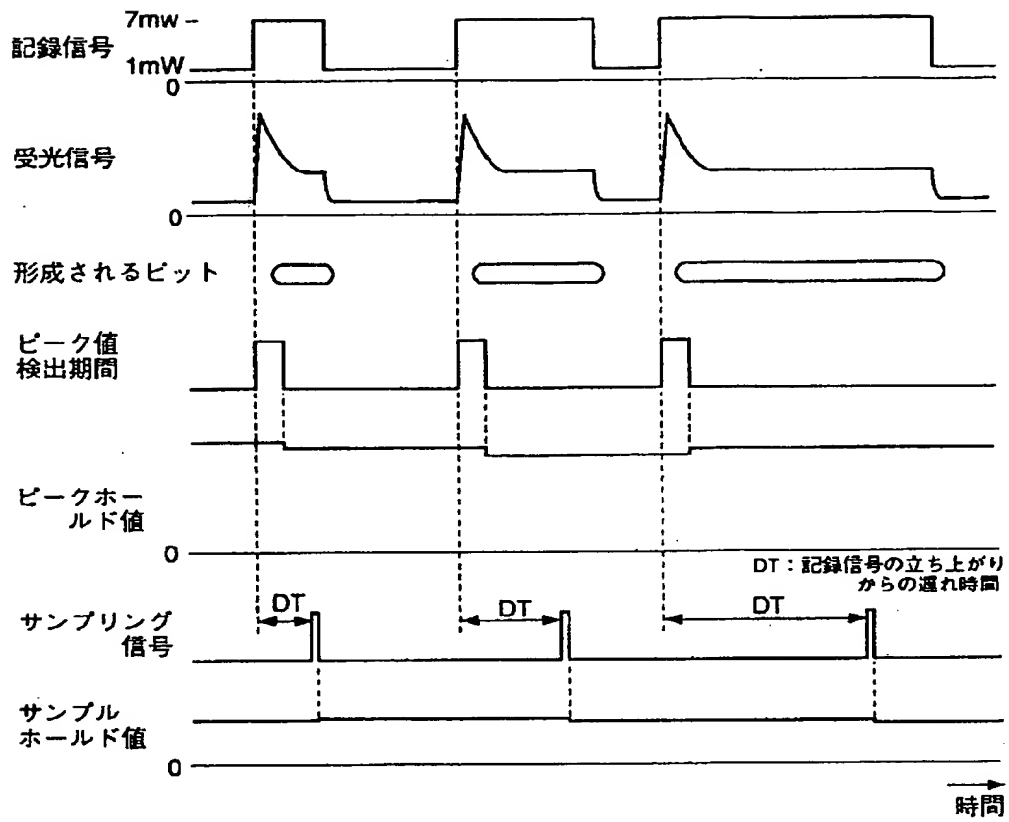 7mw
記録信号
1mW
0
受光信号
0
形成されるピット
ピーク値
検出期間
ピークホー
ルド値
0
DT：記録信号の立ち上がり
からの遅れ時間
DT
DT
DT
サンプリング
信号
サンプル
ホールド値
0
時間